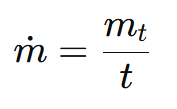 ṁ = m_t / t